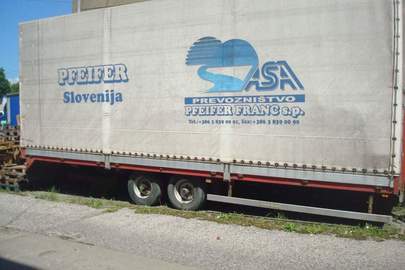 PFEIFER
Slovenija
ASA
PREVOZNIŠTVO
PFEIFER FRANC s.p.